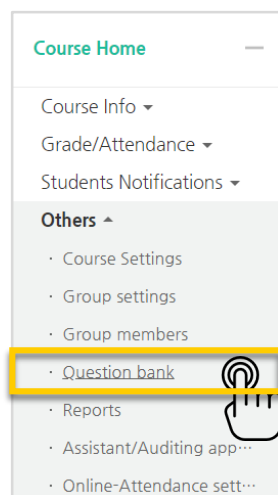 Course Home
Course Info
Grade/Attendance
Students Notifications
Others
· Course Settings
· Group settings
· Group members
· Question bank
· Reports
· Assistant/Auditing app···
· Online-Attendance sett···